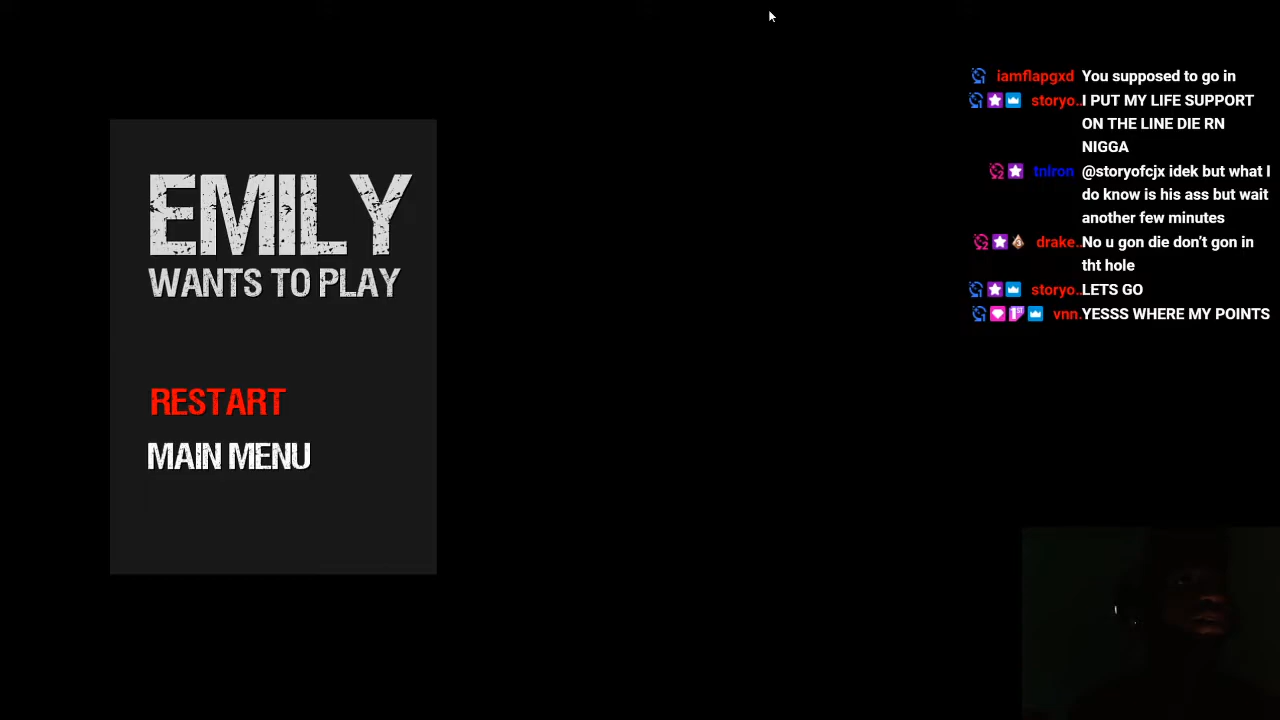 EMILY
WANTS TO PLAY
RESTART
MAIN MENU
iamflapgxd You supposed to go in
storyo.. I PUT MY LIFE SUPPORT
ON THE LINE DIE RN
NIGGA
tnlron @storyofcjx idek but what I
do know is his ass but wait
another few minutes
drake.. No u gon die don't gon in
tht hole
storyo.. LETS GO
vnn. YESSS WHERE MY POINTS